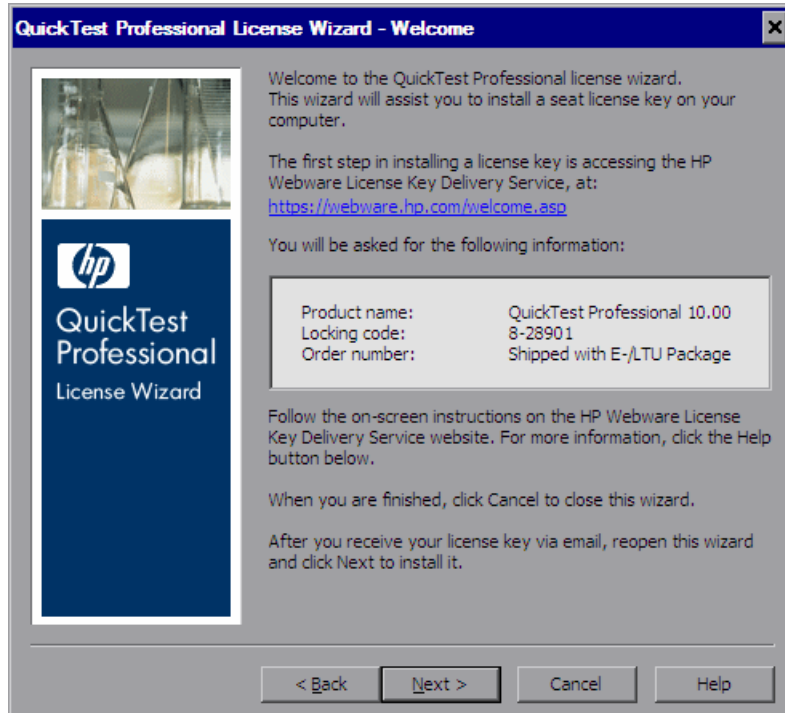 QuickTest Professional License Wizard - Welcome
Welcome to the QuickTest Professional license wizard.
This wizard will assist you to install a seat license key on your
computer.
The first step in installing a license key is accessing the HP
Webware License Key Delivery Service, at:
https://webware.hp.com/welcome.asp
You will be asked for the following information:
hp
QuickTest
Professional
License Wizard
Product name: QuickTest Professional 10.00
Locking code: 8-28901
Order number: Shipped with E-/LTU Package
Follow the on-screen instructions on the HP Webware License
Key Delivery Service website. For more information, click the Help
button below.
When you are finished, click Cancel to close this wizard.
After you receive your license key via email, reopen this wizard
and click Next to install it.
< Back Next > Cancel Help